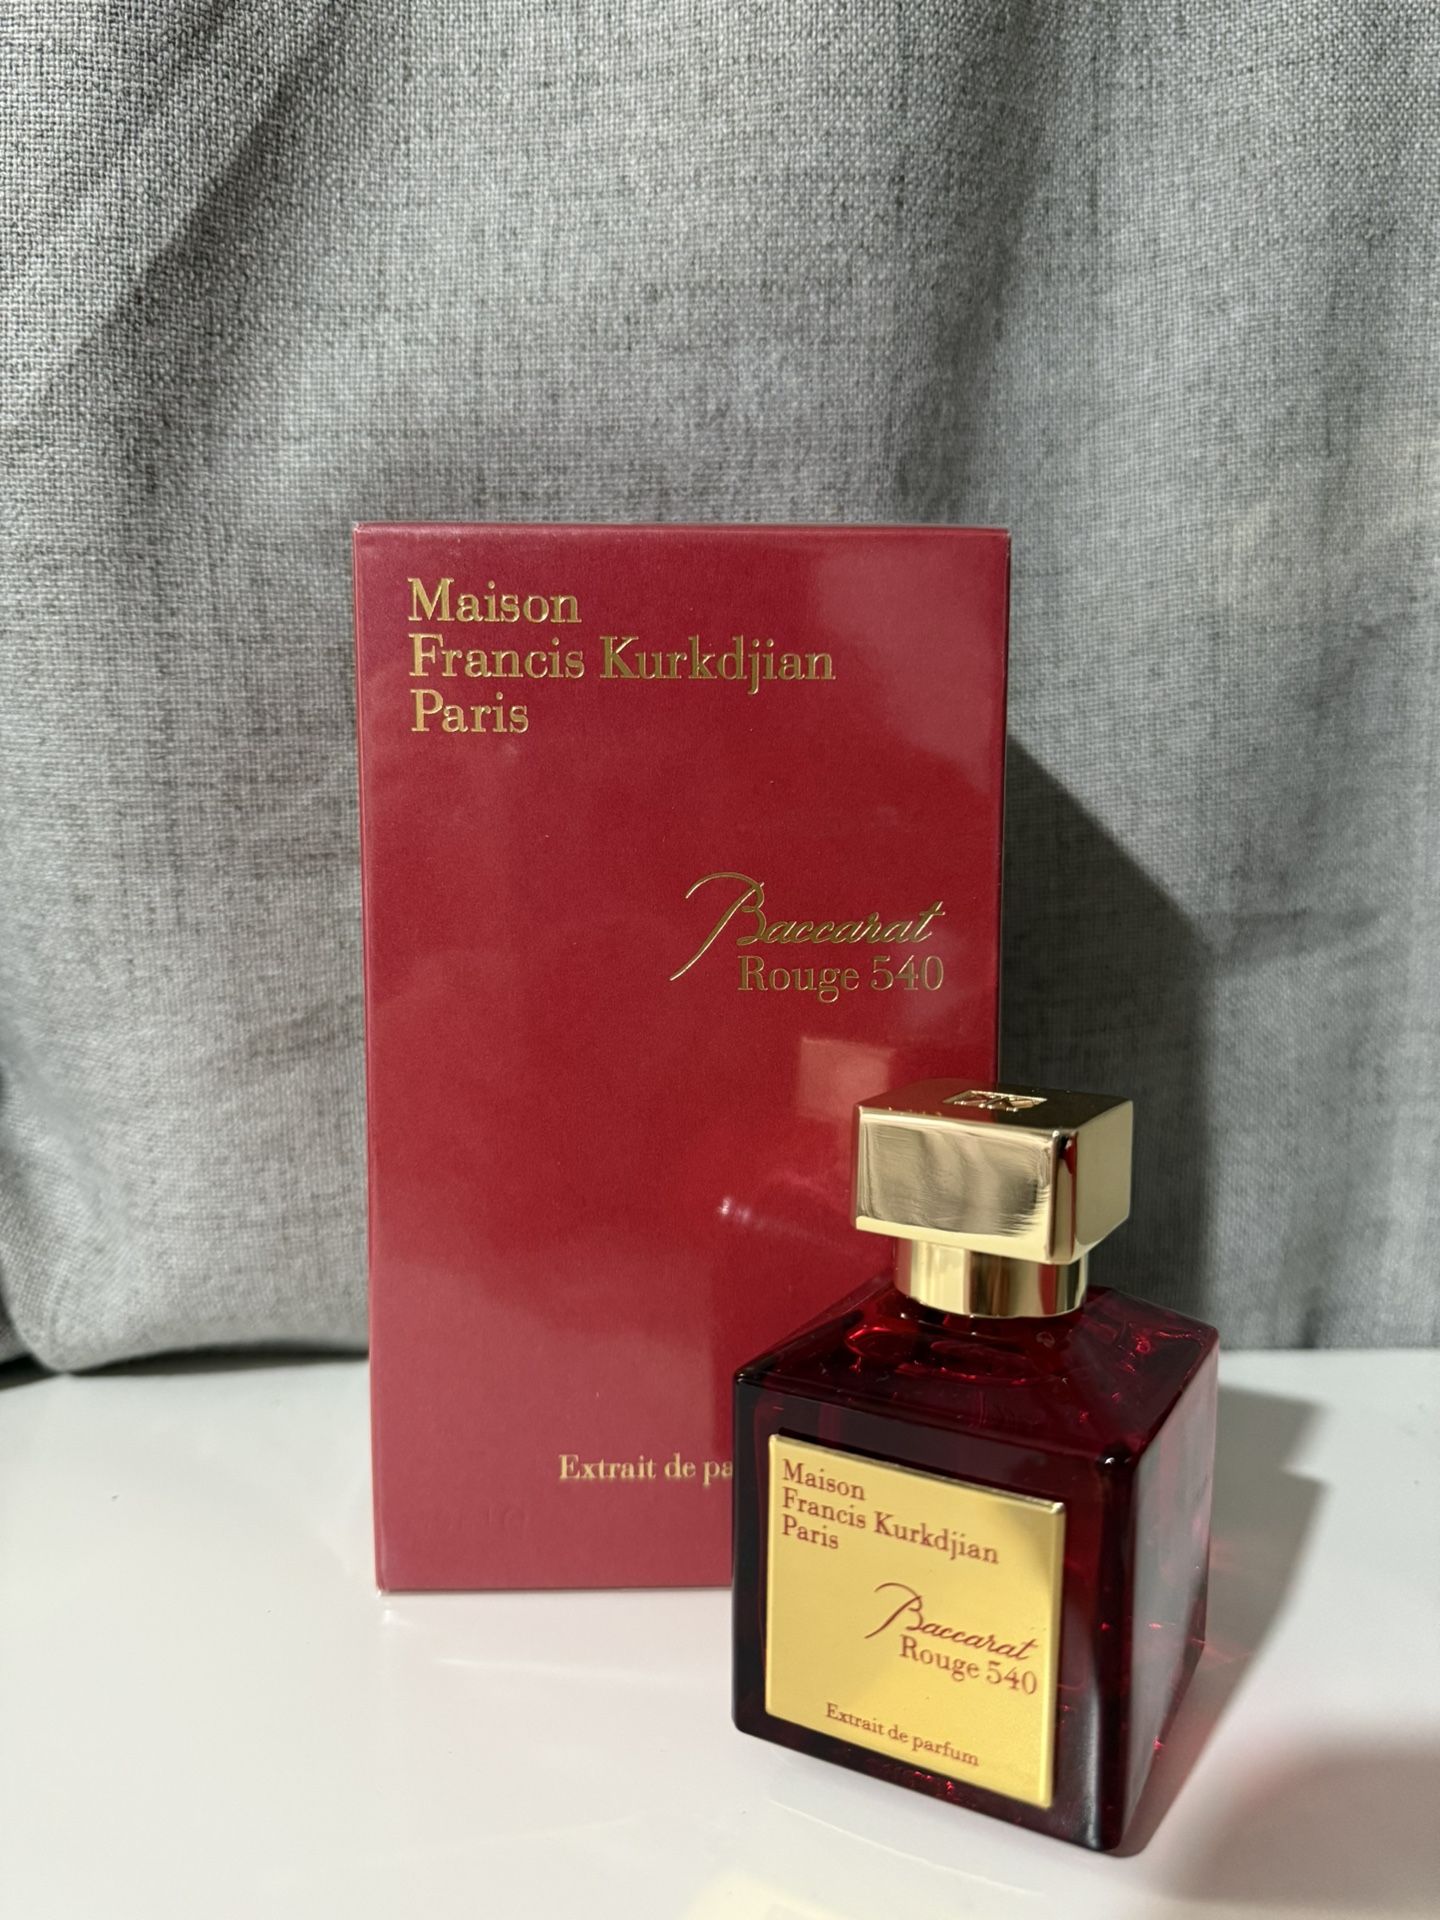 Maison
Francis Kurkdjian
Paris
Baccarat
Rouge 540
Extrait de
Maison
Francis Kurkdjian
Paris
Baccarat
Rouge 540
Extrait de parfum